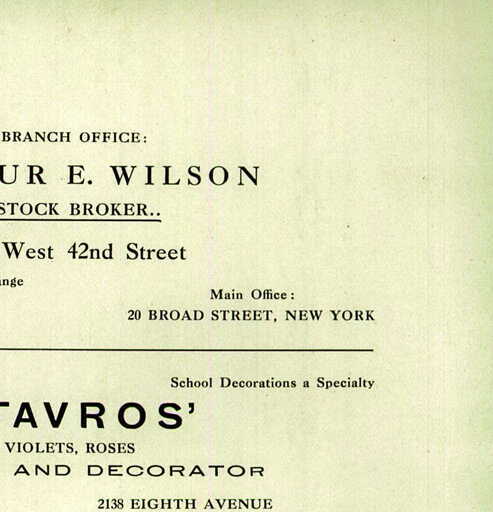 BRANCH OFFICE:
UR E. WILSON
STOCK BROKER..
West 42nd Street
nge
Main Office:
20 BROAD STREET, NEW YORK
School Decorations a Specialty
TAVROS'
VIOLETS, ROSES
AND DECORATOR
2138 EIGHTH AVENUE